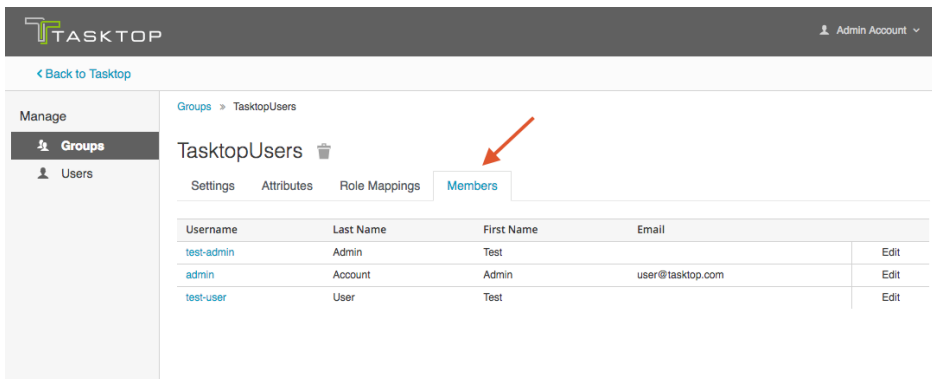 TASKTOP
Admin Account
Back to Tasktop
Manage
Groups
Users
Groups » TasktopUsers
TasktopUsers
Settings Attributes Role Mappings Members
Username Last Name First Name Email
test-admin Admin Test Edit
admin Account Admin user@tasktop.com Edit
test-user User Test Edit